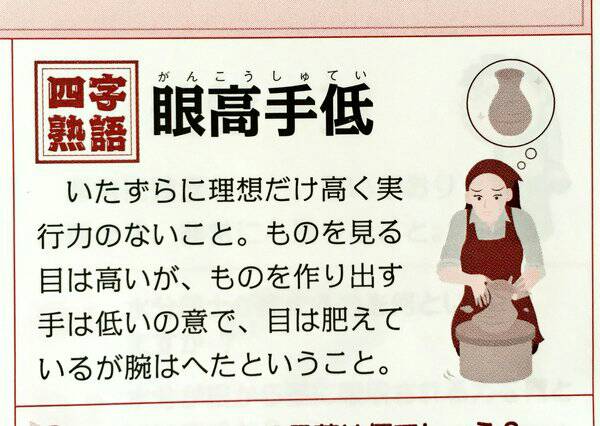 四字
熟語
がんこうしゅてい
眼高手低
いたずらに理想だけ高く実
行力のないこと。ものを見る
目は高いが、ものを作り出す
手は低いの意で、目は肥えて
いるが腕はへたということ。